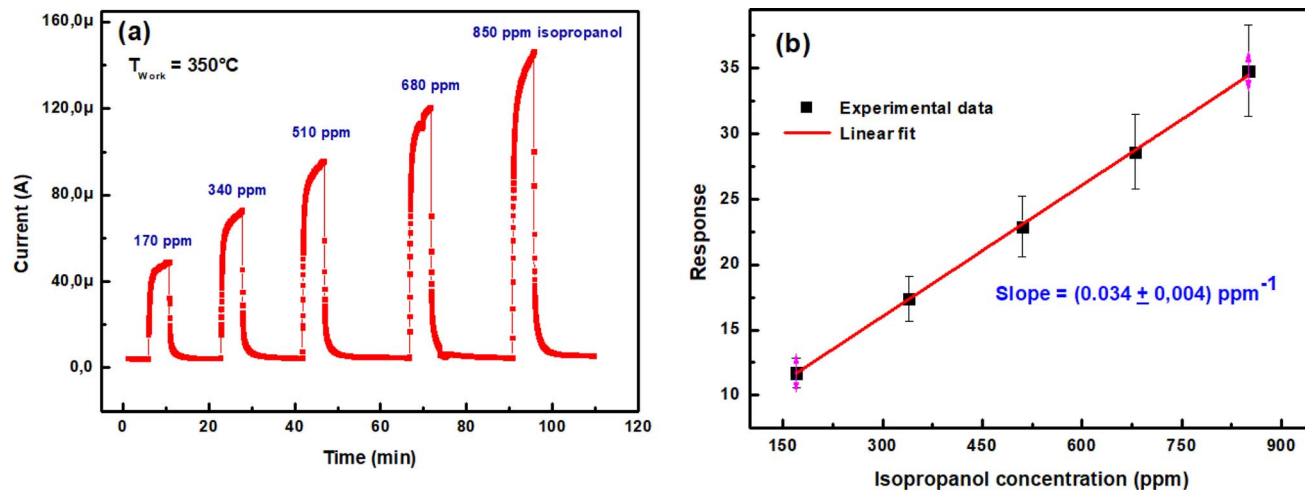 (a)
T_Work = 350°C
160,0µ
120,0µ
80,0µ
40,0µ
0,0
Current (A)
170 ppm
340 ppm
510 ppm
680 ppm
850 ppm isopropanol
0
20
40
60
80
100
120
Time (min)
(b)
35
30
25
20
15
10
Response
Experimental data
Linear fit
Slope = (0.034 ± 0,004) ppm⁻¹
150
300
450
600
750
900
Isopropanol concentration (ppm)